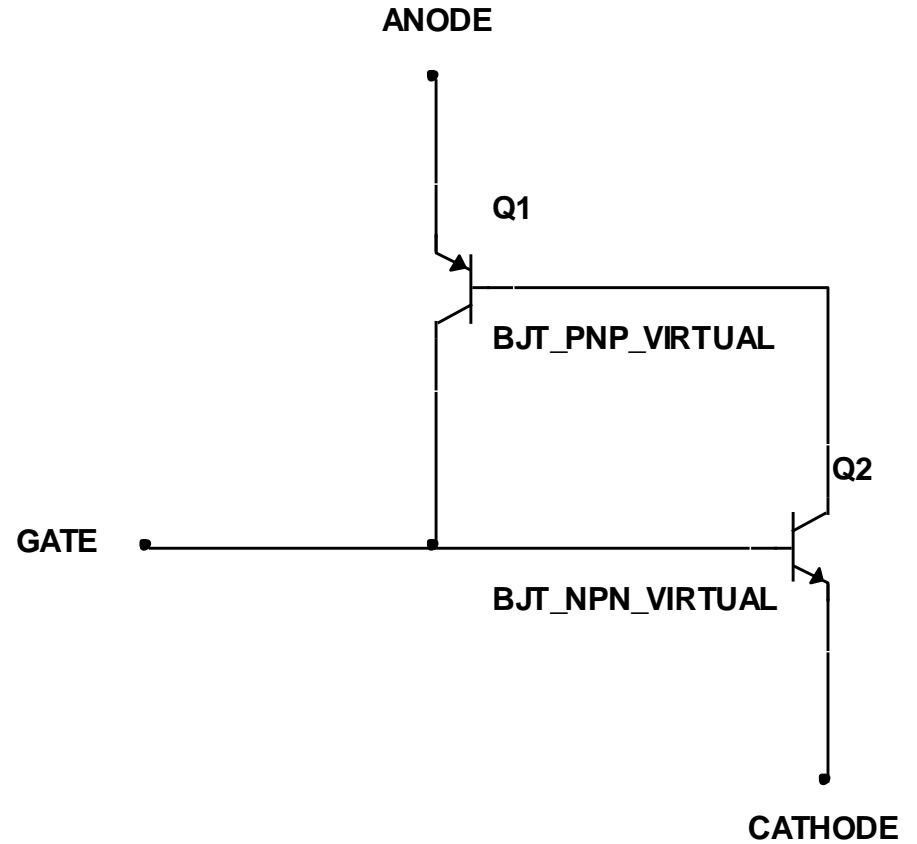 ANODE
Q1
BJT_PNP_VIRTUAL
Q2
GATE
BJT_NPN_VIRTUAL
CATHODE